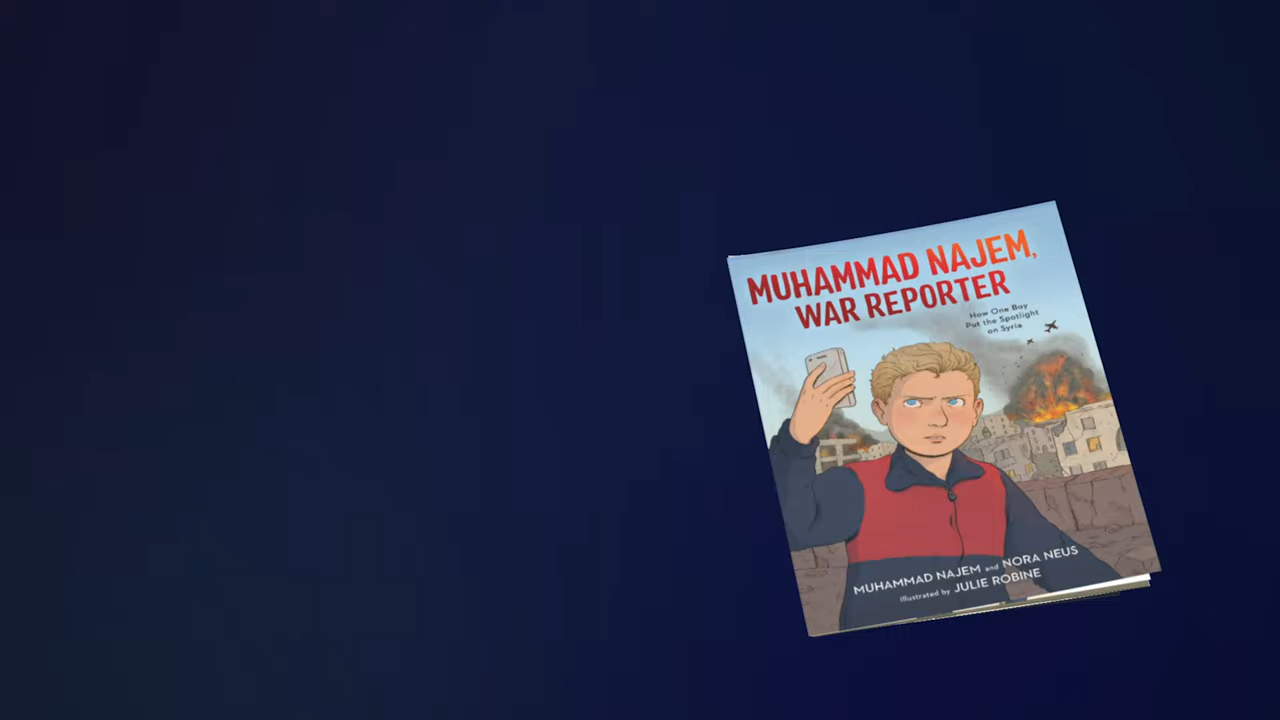 MUHAMMAD NAJEM,
WAR REPORTER
How One Boy
Put the Spotlight
on Syria
MUHAMMAD NAJEM and NORA NEUS
Illustrated by JULIE ROBINE